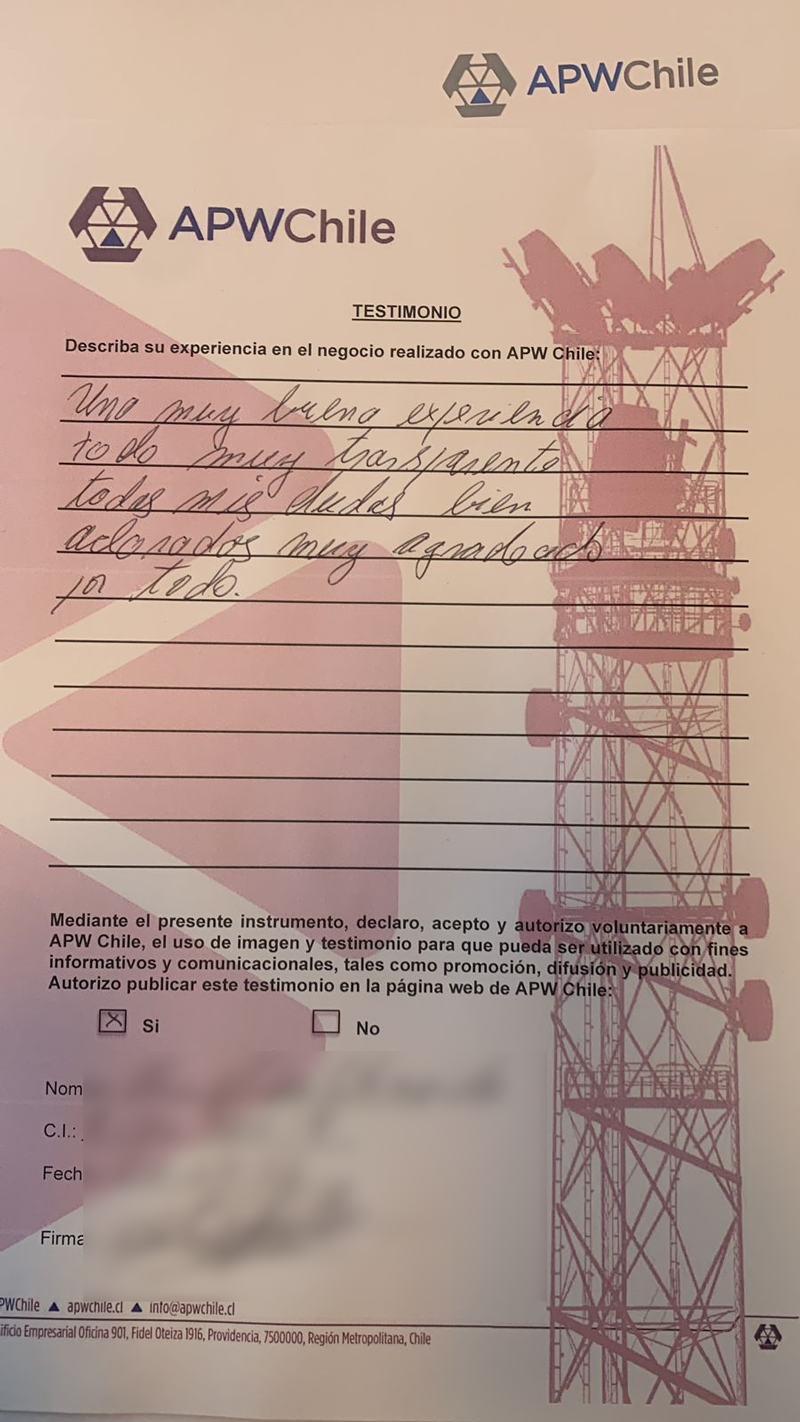 APWChile
APWChile
TESTIMONIO
Describa su experiencia en el negocio realizado con APW Chile:
Una muy buena experiencia
todo muy transparente
todas mis dudas bien
aclarados muy agradecido
por todo.
Mediante el presente instrumento, declaro, acepto y autorizo voluntariamente a
APW Chile, el uso de imagen y testimonio para que pueda ser utilizado con fines
informativos y comunicacionales, tales como promoción, difusión y publicidad.
Autorizo publicar este testimonio en la página web de APW Chile:
Si No
Nom
C.I.:
Fech
Firma
PWChile apwchile.cl info@apwchile.cl
ificio Empresarial Oficina 901, Fidel Oteiza 1916, Providencia, 7500000, Región Metropolitana, Chile